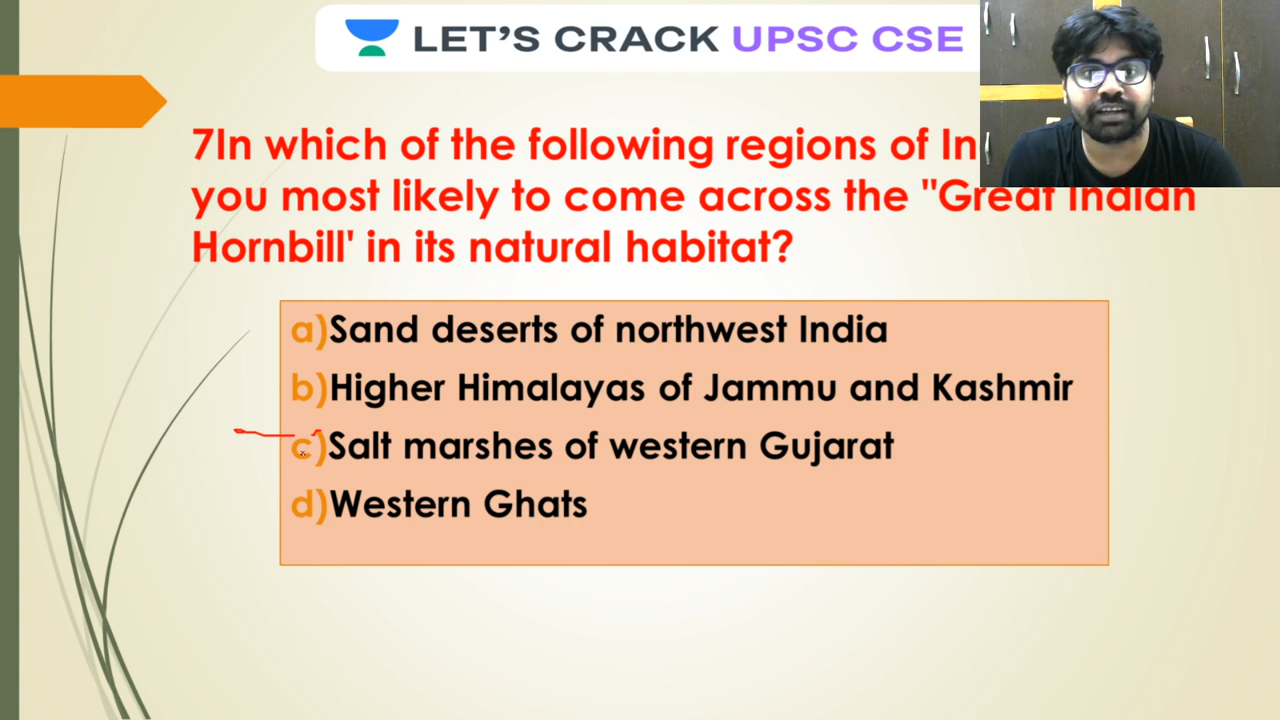 LET'S CRACK UPSC CSE
7In which of the following regions of In
you most likely to come across the "Great Indian
Hornbill' in its natural habitat?
a)Sand deserts of northwest India
b)Higher Himalayas of Jammu and Kashmir
c)Salt marshes of western Gujarat
d)Western Ghats